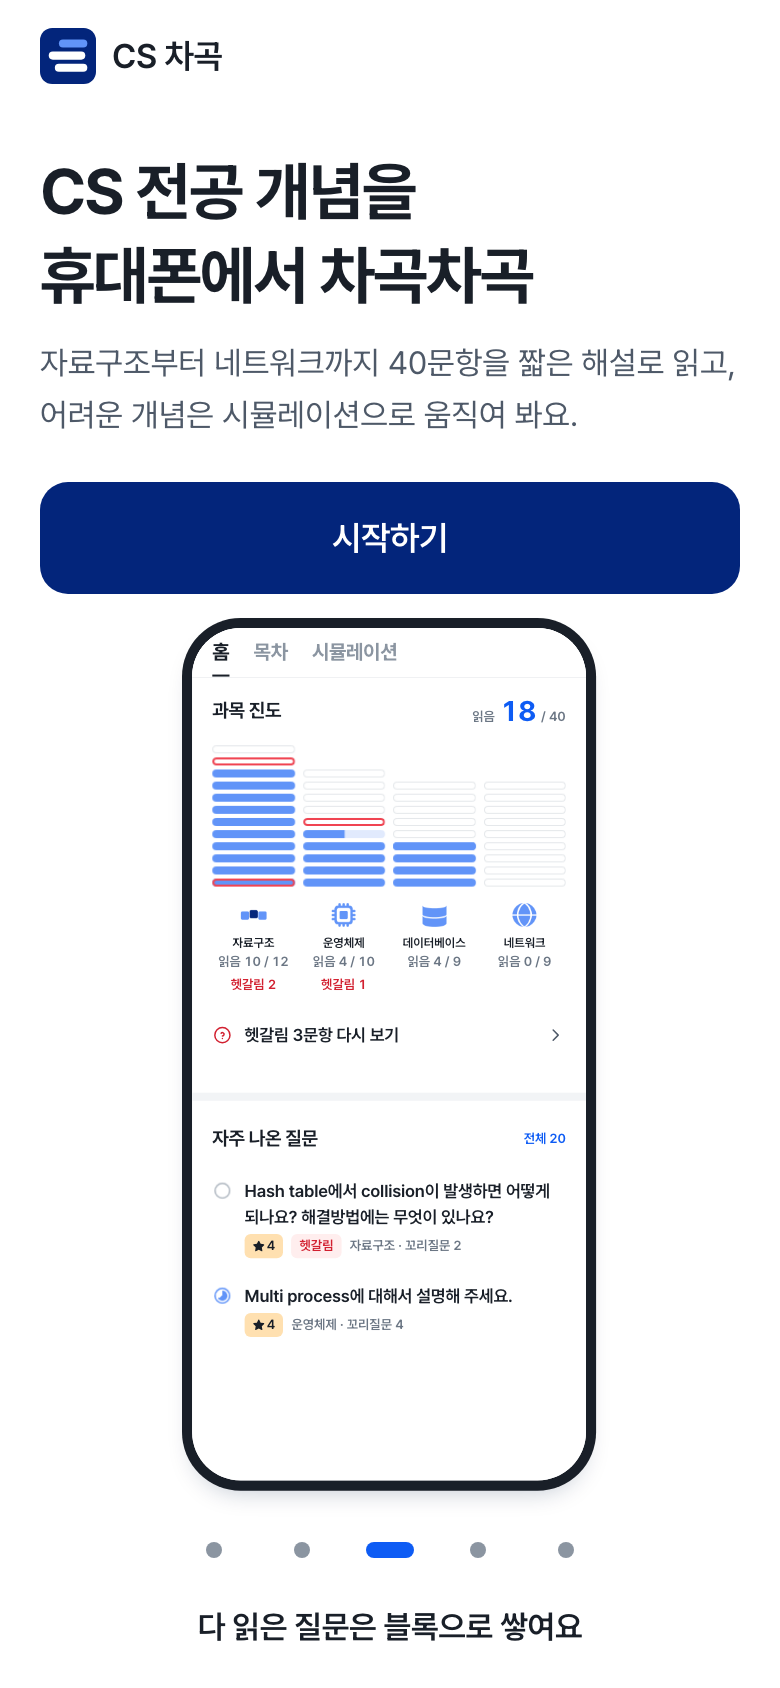 CS 차곡
CS 전공 개념을
휴대폰에서 차곡차곡
자료구조부터 네트워크까지 40문항을 짧은 해설로 읽고,
어려운 개념은 시뮬레이션으로 움직여 봐요.
시작하기
홈 목차 시뮬레이션
과목 진도 읽음 18 / 40
자료구조 운영체제 데이터베이스 네트워크
읽음 10 / 12 읽음 4 / 10 읽음 4 / 9 읽음 0 / 9
헷갈림 2 헷갈림 1
헷갈림 3문항 다시 보기
자주 나온 질문 전체 20
Hash table에서 collision이 발생하면 어떻게
되나요? 해결방법에는 무엇이 있나요?
★4 헷갈림 자료구조 · 꼬리질문 2
Multi process에 대해서 설명해 주세요.
★4 운영체제 · 꼬리질문 4
다 읽은 질문은 블록으로 쌓여요